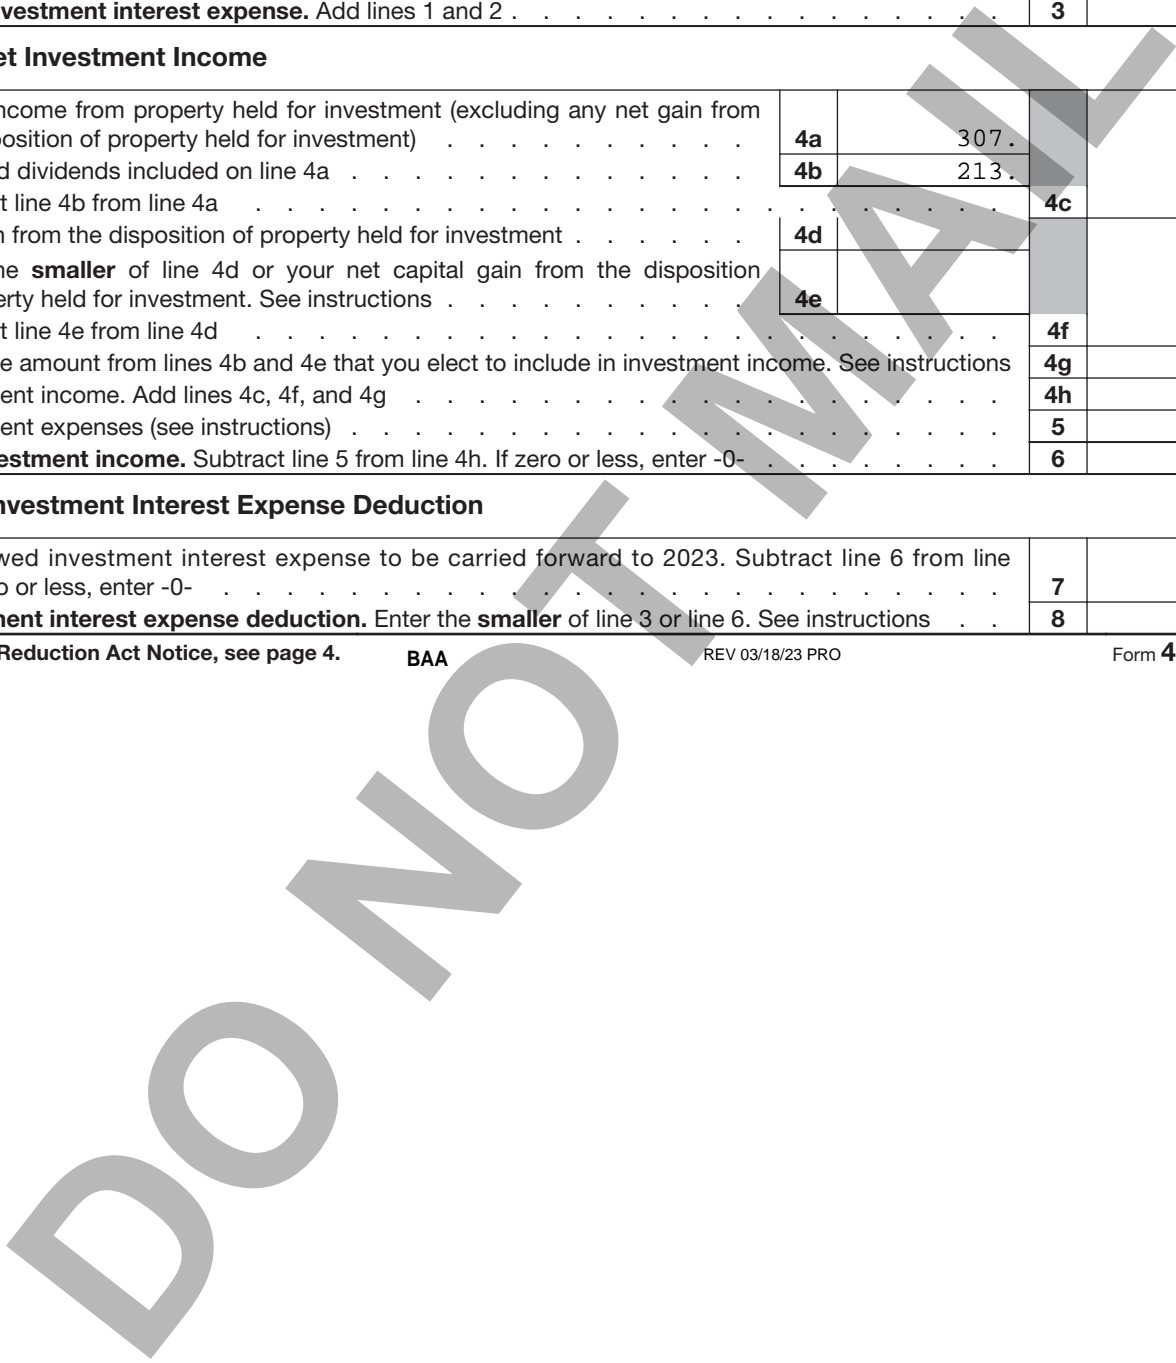 vestment interest expense. Add lines 1 and 2 . . . . . . . . . . . . . . . . 3
et Investment Income
ncome from property held for investment (excluding any net gain from
position of property held for investment) . . . . . . . . . . 4a 307.
d dividends included on line 4a . . . . . . . . . . . . . 4b 213.
t line 4b from line 4a . . . . . . . . . . . . . . . . . . . . . . . . 4c
n from the disposition of property held for investment . . . . . . 4d
he smaller of line 4d or your net capital gain from the disposition
erty held for investment. See instructions . . . . . . . . . . 4e
t line 4e from line 4d . . . . . . . . . . . . . . . . . . . . . . . . 4f
e amount from lines 4b and 4e that you elect to include in investment income. See instructions 4g
ent income. Add lines 4c, 4f, and 4g . . . . . . . . . . . . . . . . . . . 4h
ent expenses (see instructions) . . . . . . . . . . . . . . . . . . . . . 5
estment income. Subtract line 5 from line 4h. If zero or less, enter -0- . . . . . . . . 6
nvestment Interest Expense Deduction
wed investment interest expense to be carried forward to 2023. Subtract line 6 from line
o or less, enter -0- . . . . . . . . . . . . . . . . . . . . . . . . . 7
ment interest expense deduction. Enter the smaller of line 3 or line 6. See instructions . . 8
Reduction Act Notice, see page 4. BAA REV 03/18/23 PRO Form 4
DO NOT MAIL